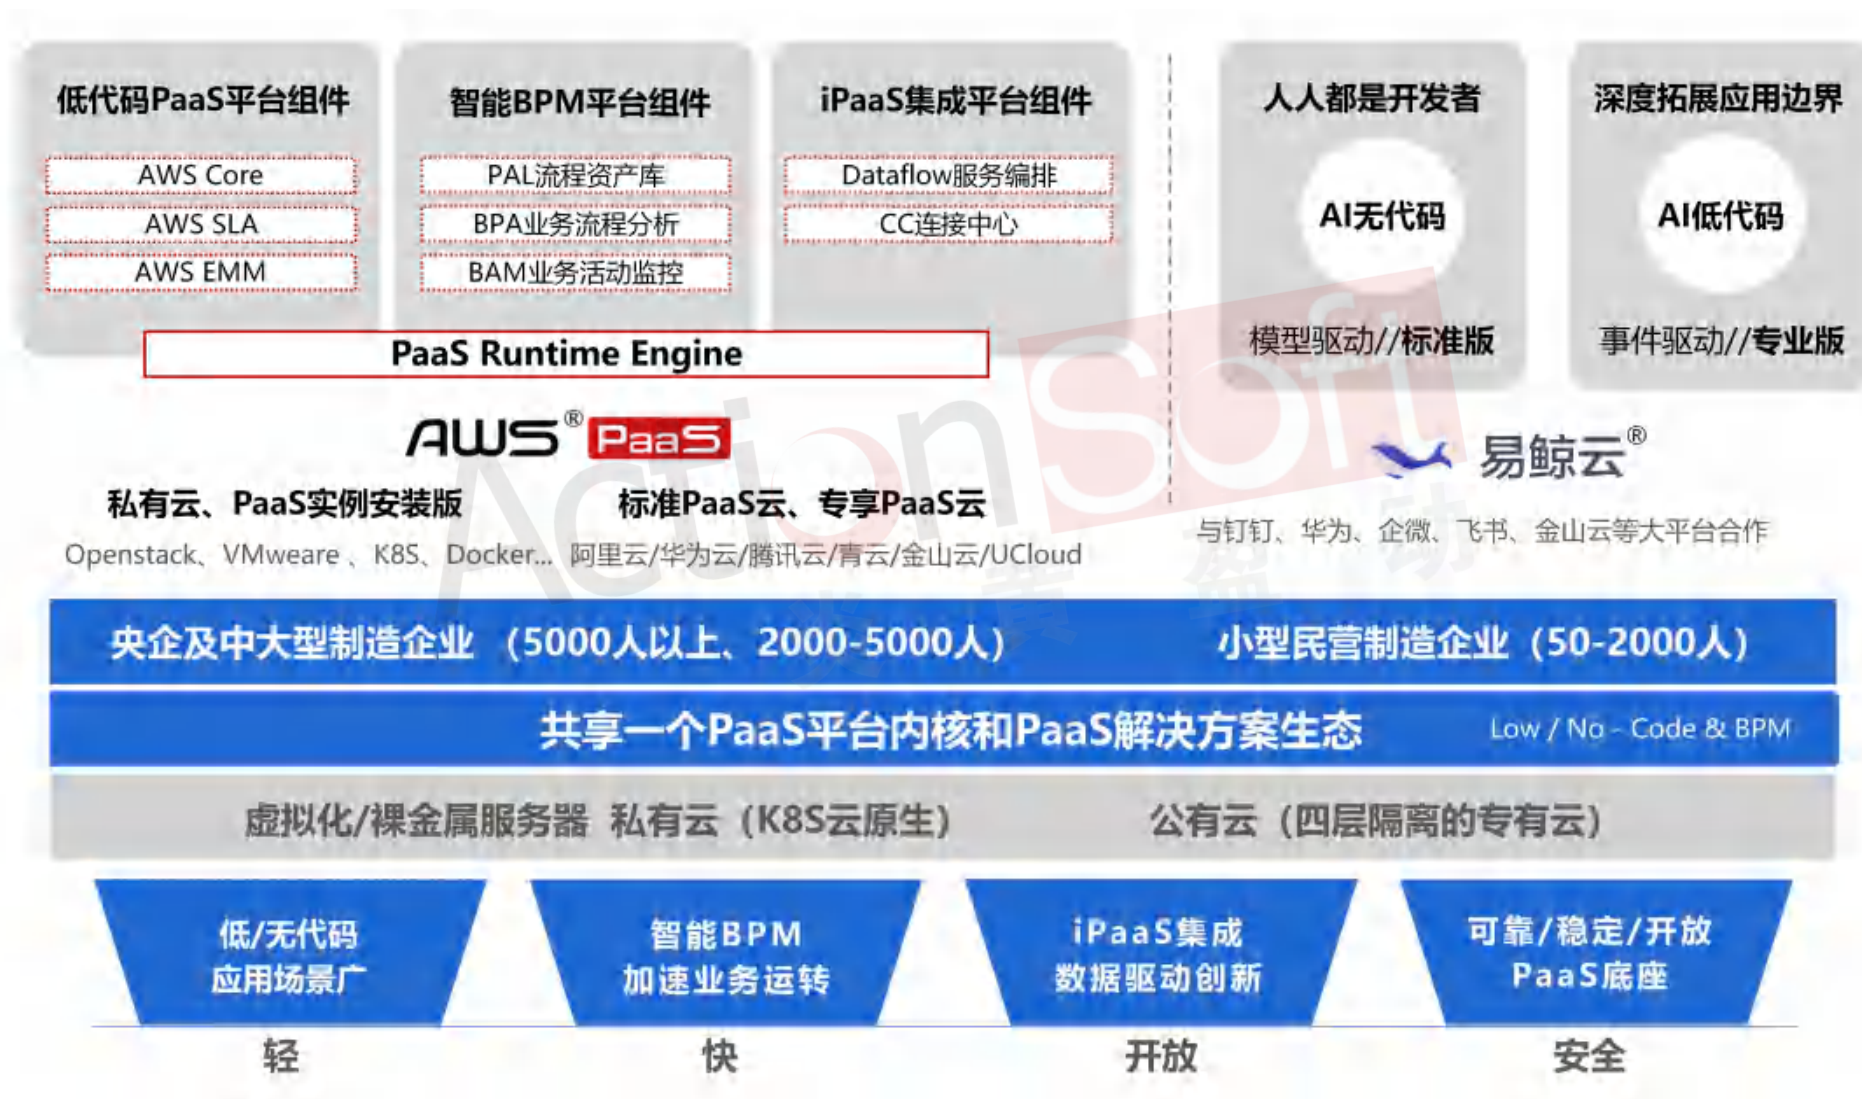 低代码PaaS平台组件
AWS Core
AWS SLA
AWS EMM
智能BPM平台组件
PAL流程资产库
BPA业务流程分析
BAM业务活动监控
iPaaS集成平台组件
Dataflow服务编排
CC连接中心
PaaS Runtime Engine
人人都是开发者
AI无代码
模型驱动//标准版
深度拓展应用边界
AI低代码
事件驱动//专业版
AWS® PaaS
私有云、PaaS实例安装版
Openstack、VMweare 、K8S、Docker...
标准PaaS云、专享PaaS云
阿里云/华为云/腾讯云/青云/金山云/UCloud
易鲸云®
与钉钉、华为、企微、飞书、金山云等大平台合作
ActionSoft
炎黄盈动
央企及中大型制造企业 （5000人以上、2000-5000人）
小型民营制造企业（50-2000人）
共享一个PaaS平台内核和PaaS解决方案生态
Low / No - Code & BPM
虚拟化/裸金属服务器 私有云（K8S云原生）
公有云（四层隔离的专有云）
低/无代码
应用场景广
轻
智能BPM
加速业务运转
快
iPaaS集成
数据驱动创新
开放
可靠/稳定/开放
PaaS底座
安全